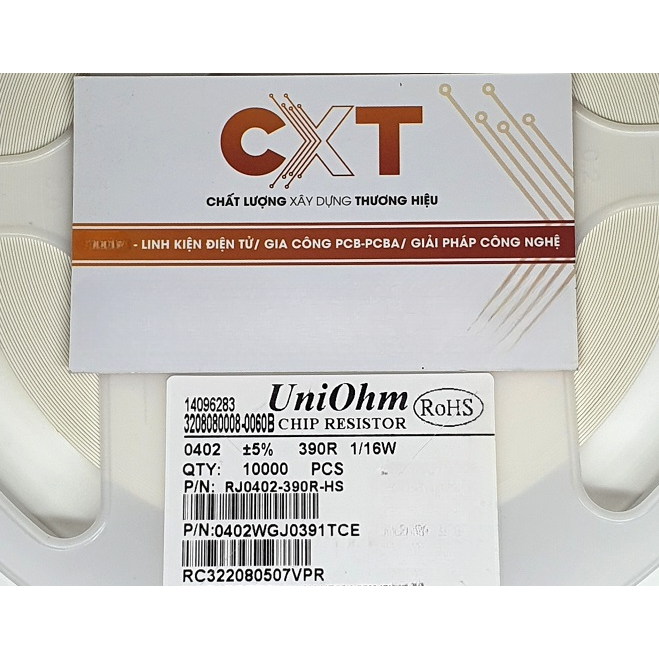 CXT
CHẤT LƯỢNG XÂY DỰNG THƯƠNG HIỆU
- LINH KIỆN ĐIỆN TỬ/ GIA CÔNG PCB-PCBA/ GIẢI PHÁP CÔNG NGHỆ
14096283 UniOhm RoHS
3208080008-0060B CHIP RESISTOR
0402 ±5% 390R 1/16W
QTY: 10000 PCS
P/N: RJ0402-390R-HS
P/N:0402WGJ0391TCE
RC322080507VPR